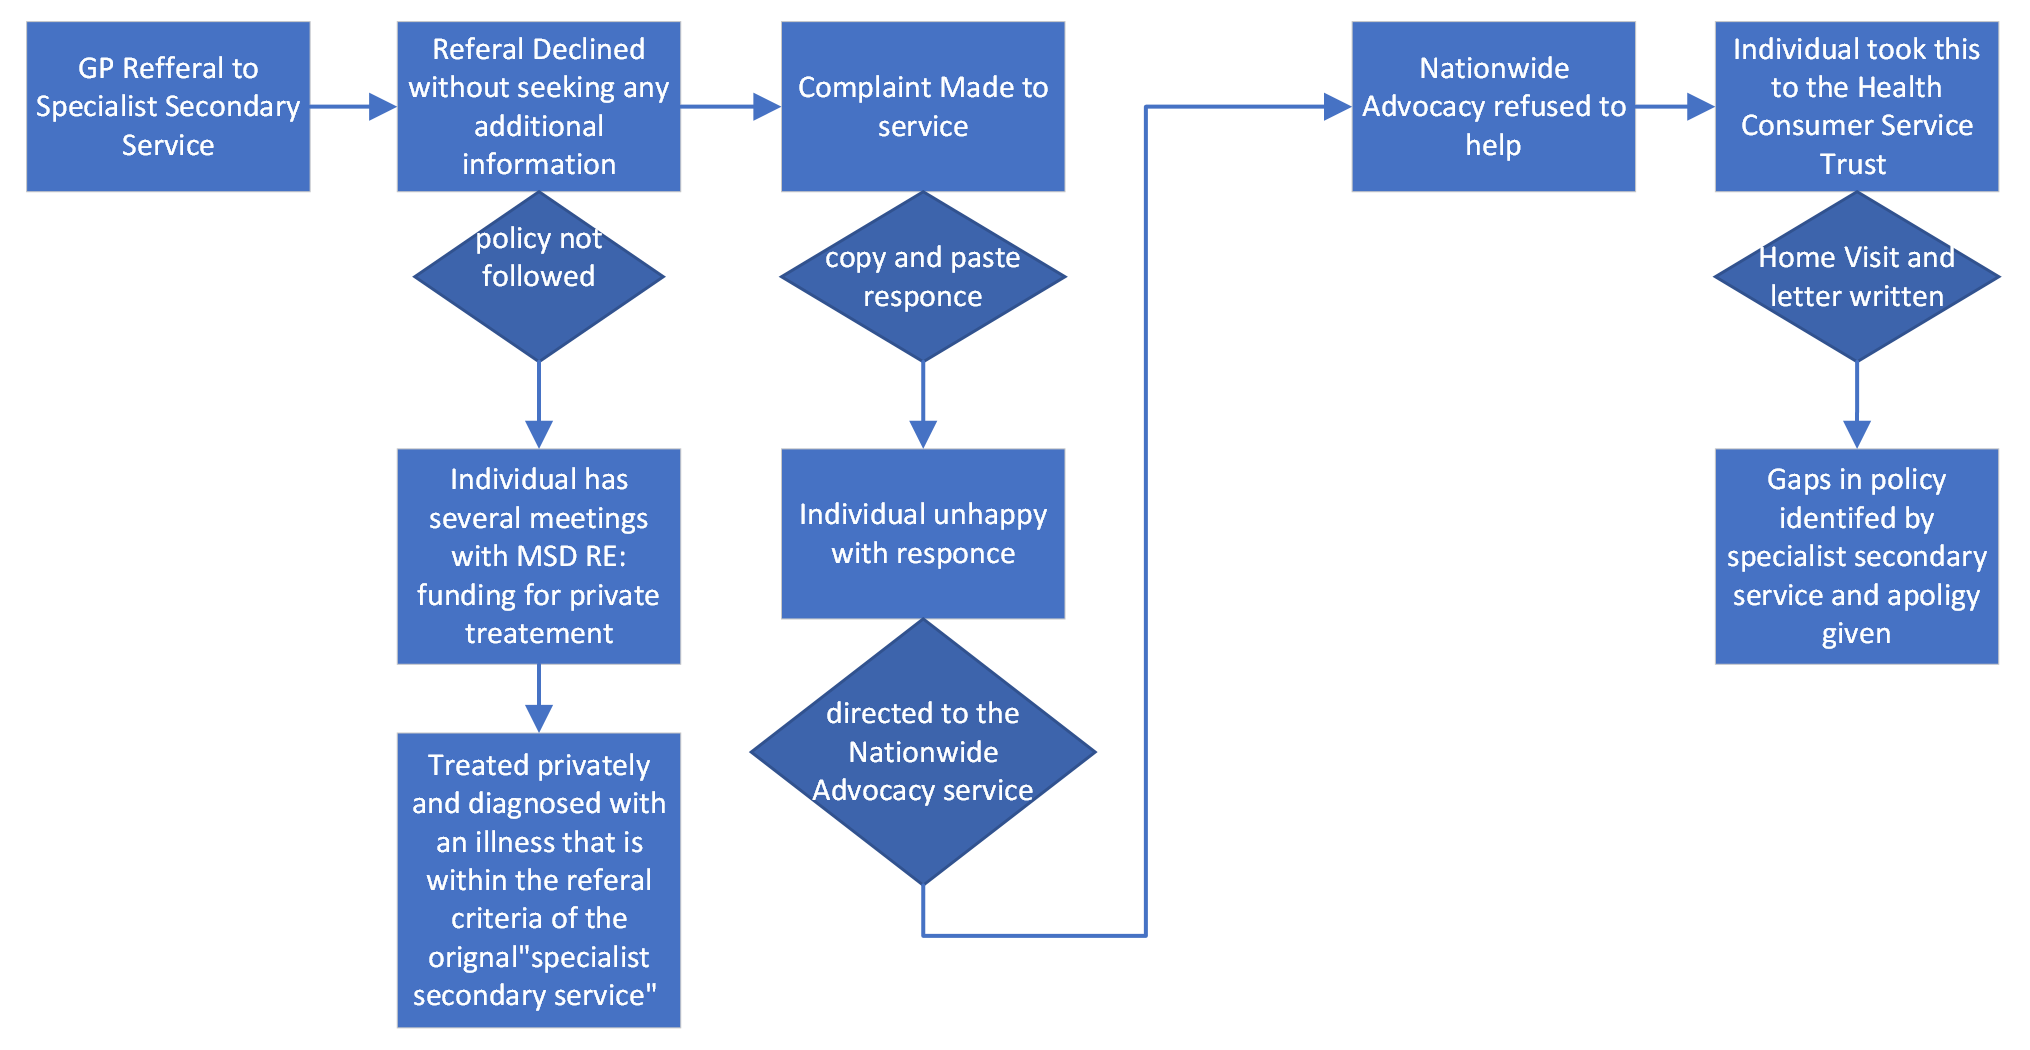 GP Refferal to
Specialist Secondary
Service
Referal Declined
without seeking any
additional
information
policy not
followed
Individual has
several meetings
with MSD RE:
funding for private
treatement
Treated privately
and diagnosed with
an illness that is
within the referal
criteria of the
orignal"specialist
secondary service"
Complaint Made to
service
copy and paste
responce
Individual unhappy
with responce
directed to the
Nationwide
Advocacy service
Nationwide
Advocacy refused to
help
Individual took this
to the Health
Consumer Service
Trust
Home Visit and
letter written
Gaps in policy
identifed by
specialist secondary
service and apoligy
given